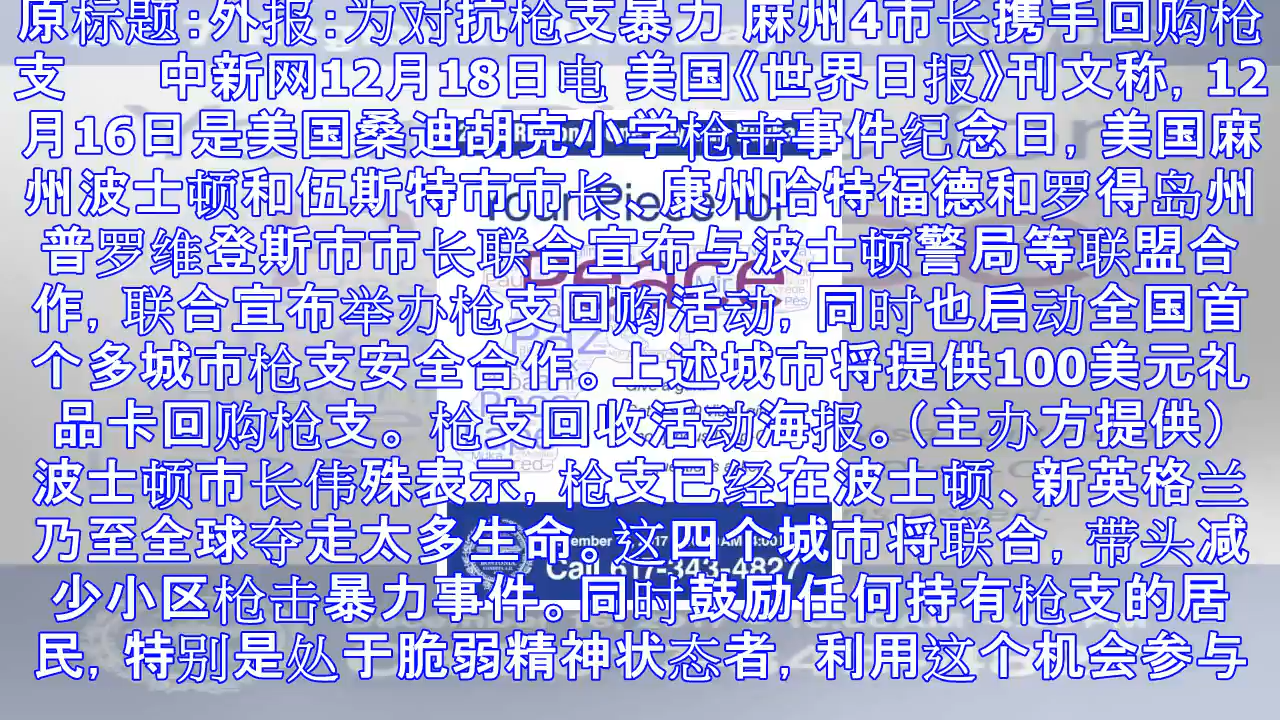 原标题：外报：为对抗枪支暴力 麻州4市长携手回购枪
支　　中新网12月18日电 美国《世界日报》刊文称，12
月16日是美国桑迪胡克小学枪击事件纪念日，美国麻
州波士顿和伍斯特市市长、康州哈特福德和罗得岛州
普罗维登斯市市长联合宣布与波士顿警局等联盟合
作，联合宣布举办枪支回购活动，同时也启动全国首
个多城市枪支安全合作。上述城市将提供100美元礼
品卡回购枪支。枪支回收活动海报。（主办方提供）
波士顿市长伟殊表示，枪支已经在波士顿、新英格兰
乃至全球夺走太多生命。这四个城市将联合，带头减
少小区枪击暴力事件。同时鼓励任何持有枪支的居
民，特别是处于脆弱精神状态者，利用这个机会参与
Your Piece for
Peace
Paz
Call 617-343-4827